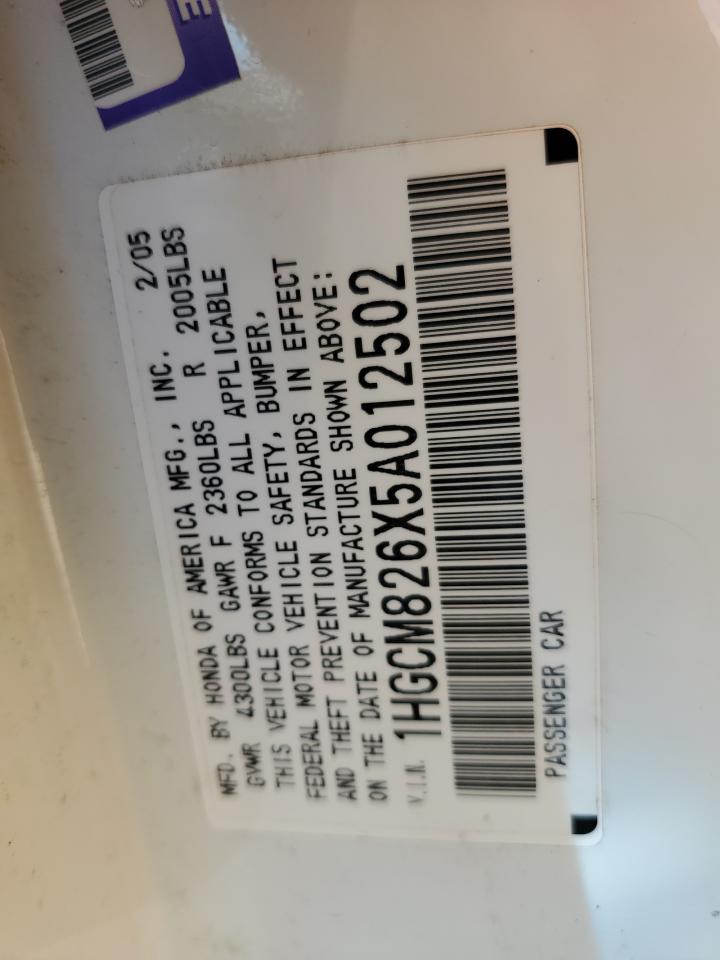 MFD. BY HONDA OF AMERICA MFG., INC. 2/05
GVWR 4300LBS GAWR F 2360LBS R 2005LBS
THIS VEHICLE CONFORMS TO ALL APPLICABLE
FEDERAL MOTOR VEHICLE SAFETY, BUMPER,
AND THEFT PREVENTION STANDARDS IN EFFECT
ON THE DATE OF MANUFACTURE SHOWN ABOVE:
V.I.N. 1HGCM826X5A012502
PASSENGER CAR